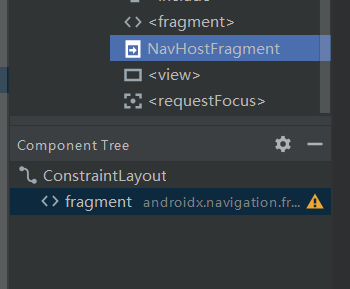 <fragment>
NavHostFragment
<view>
<requestFocus>
Component Tree
ConstraintLayout
fragment androidx.navigation.fr...